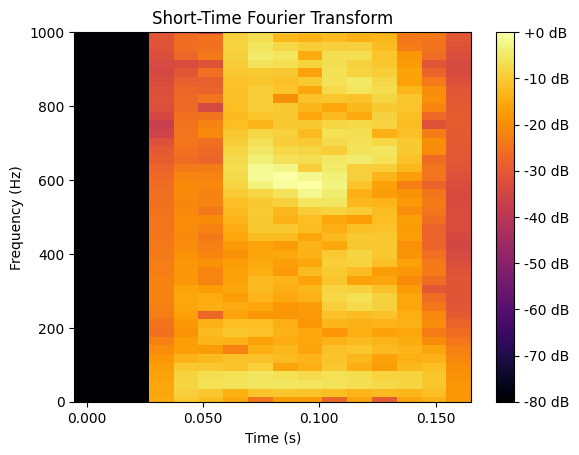 Short-Time Fourier Transform
1000
800
600
400
200
0
Frequency (Hz)
0.000
0.050
0.100
0.150
Time (s)
+0 dB
-10 dB
-20 dB
-30 dB
-40 dB
-50 dB
-60 dB
-70 dB
-80 dB